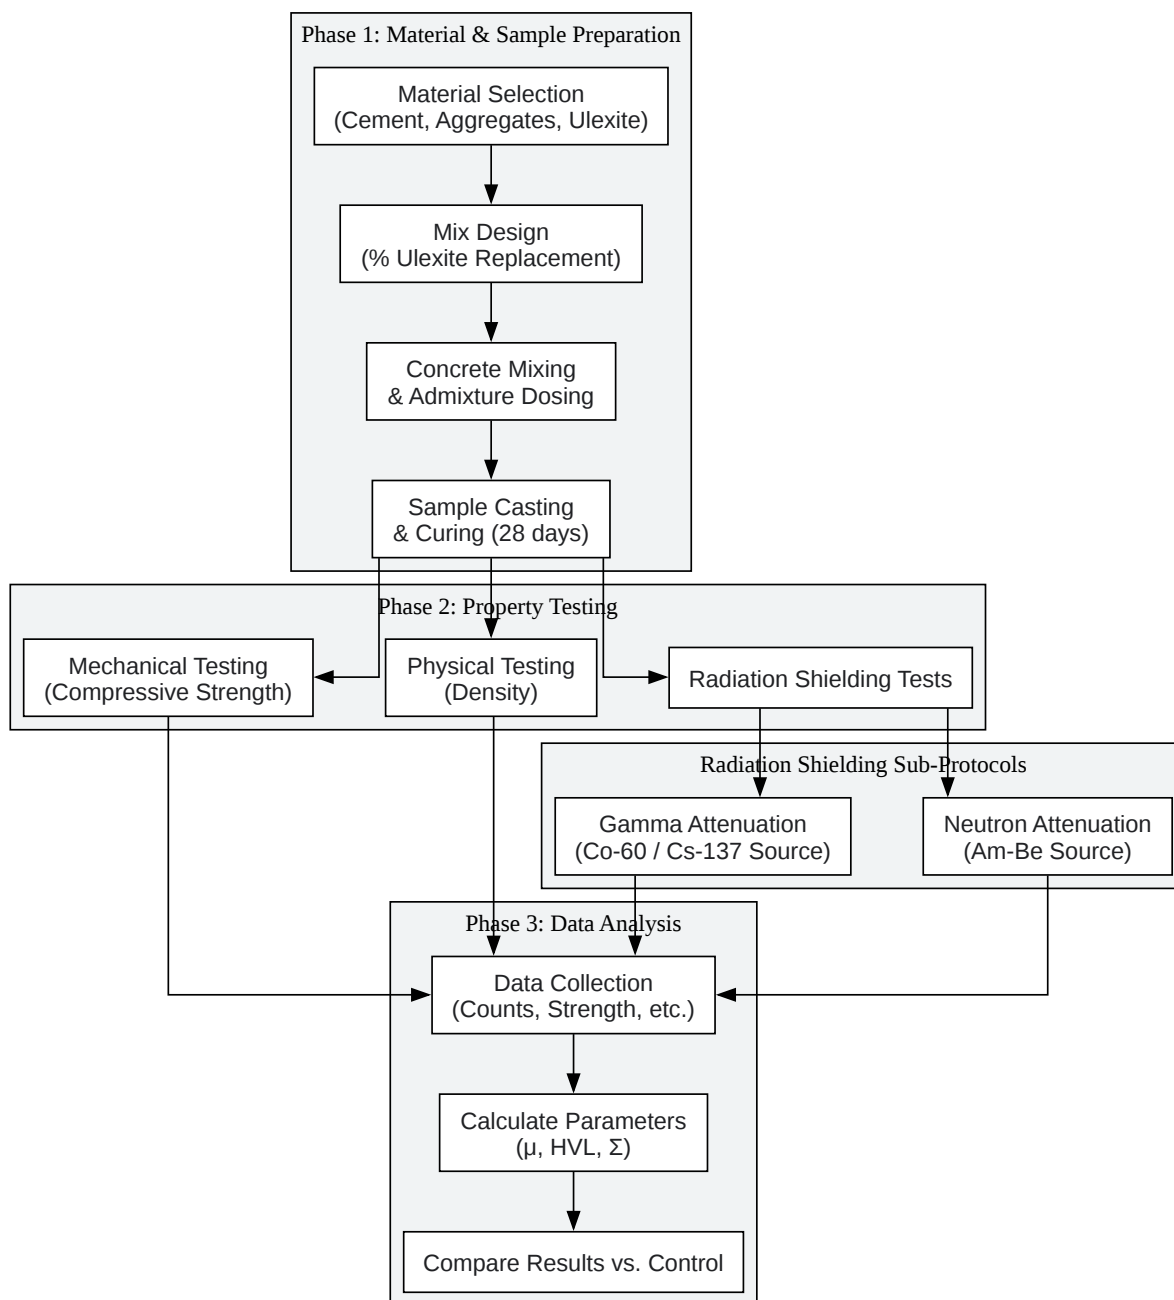 Phase 1: Material & Sample Preparation
Material Selection
(Cement, Aggregates, Ulexite)
Mix Design
(% Ulexite Replacement)
Concrete Mixing
& Admixture Dosing
Sample Casting
& Curing (28 days)
Phase 2: Property Testing
Mechanical Testing
(Compressive Strength)
Physical Testing
(Density)
Radiation Shielding Tests
Radiation Shielding Sub-Protocols
Gamma Attenuation
(Co-60 / Cs-137 Source)
Neutron Attenuation
(Am-Be Source)
Phase 3: Data Analysis
Data Collection
(Counts, Strength, etc.)
Calculate Parameters
(μ, HVL, Σ)
Compare Results vs. Control